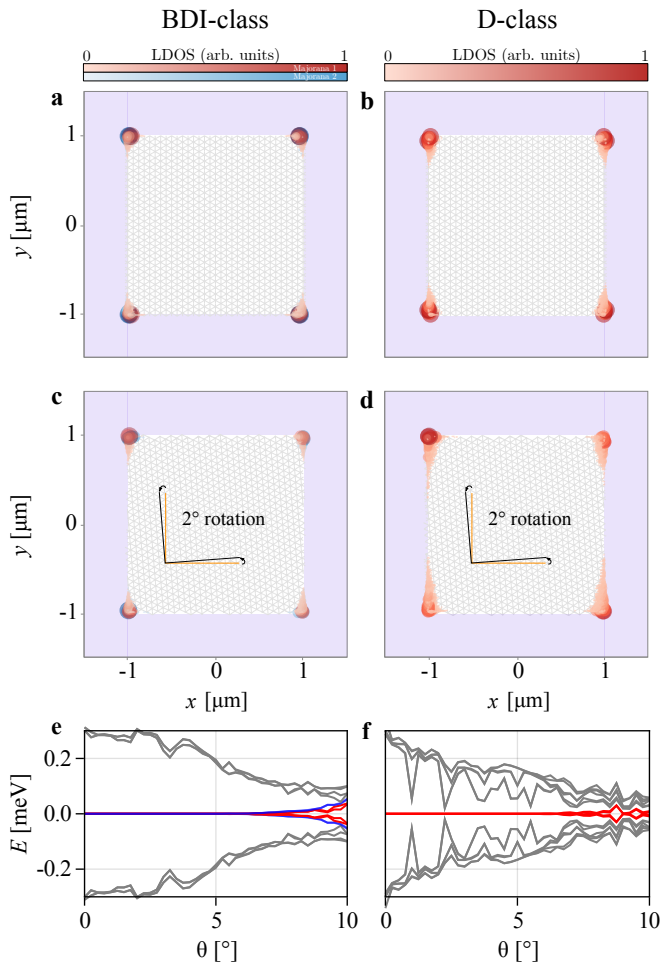 BDI-class D-class
0 LDOS (arb. units) 1
Majorana 1
Majorana 2
0 LDOS (arb. units) 1
a
b
1
0
-1
y [μm]
c
d
2° rotation
2° rotation
1
0
-1
y [μm]
-1 0 1
x [μm]
-1 0 1
x [μm]
e
f
0.2
0.0
-0.2
E [meV]
0 5 10
θ [°]
0 5 10
θ [°]